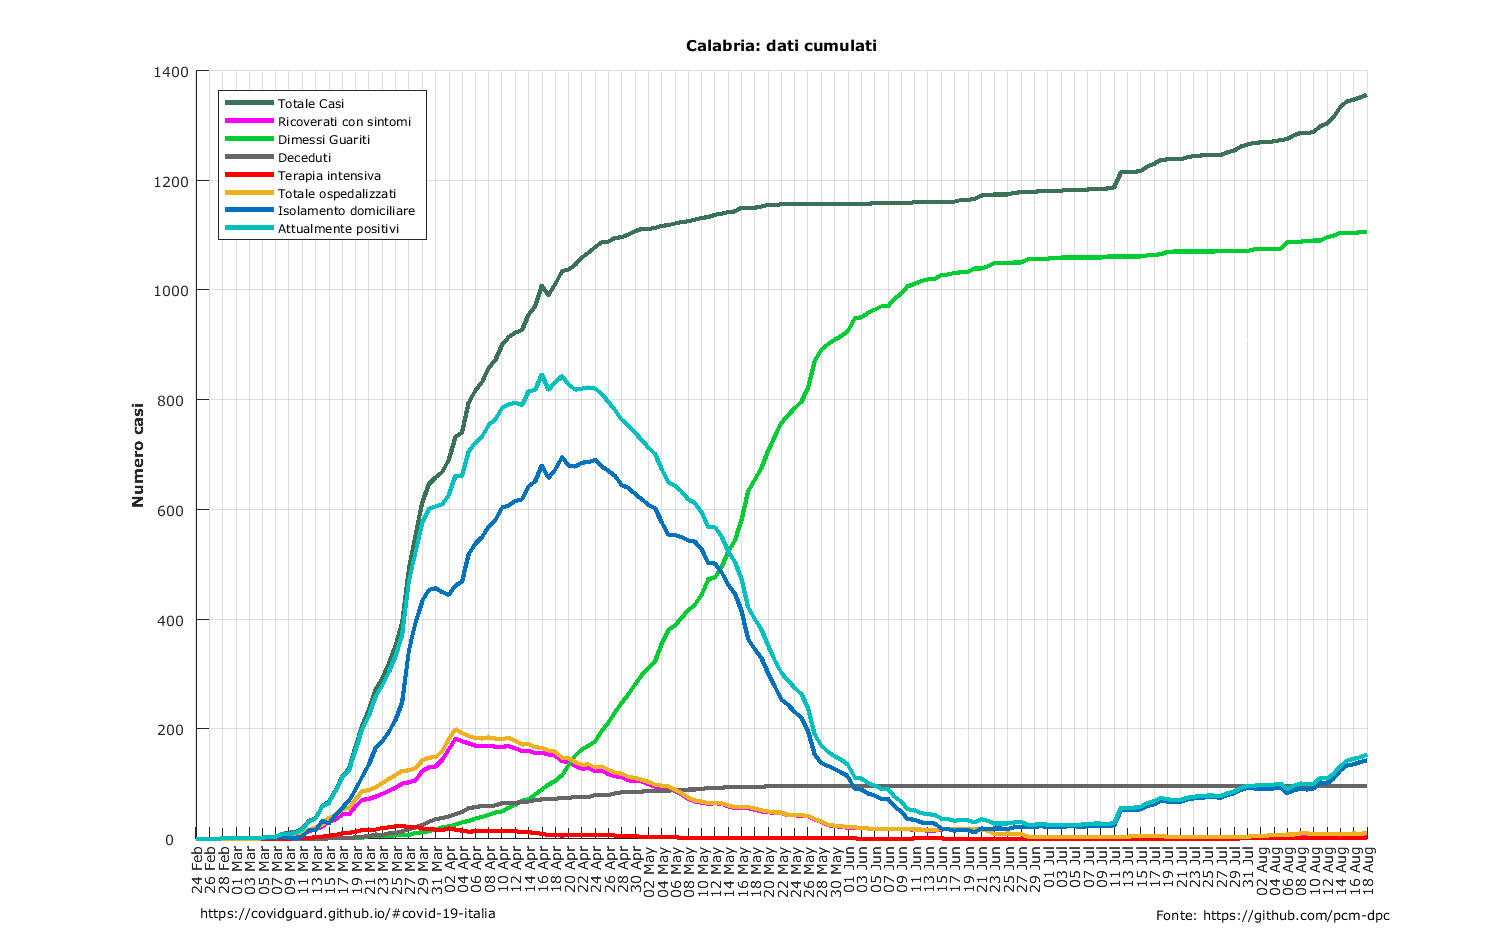 Calabria: dati cumulati
1400
1200
1000
800
600
400
200
0
Numero casi
Totale Casi
Ricoverati con sintomi
Dimessi Guariti
Deceduti
Terapia intensiva
Totale ospedalizzati
Isolamento domiciliare
Attualmente positivi
24 Feb
26 Feb
28 Feb
01 Mar
03 Mar
05 Mar
07 Mar
09 Mar
11 Mar
13 Mar
15 Mar
17 Mar
19 Mar
21 Mar
23 Mar
25 Mar
27 Mar
29 Mar
31 Mar
02 Apr
04 Apr
06 Apr
08 Apr
10 Apr
12 Apr
14 Apr
16 Apr
18 Apr
20 Apr
22 Apr
24 Apr
26 Apr
28 Apr
30 Apr
02 May
04 May
06 May
08 May
10 May
12 May
14 May
16 May
18 May
20 May
22 May
24 May
26 May
28 May
30 May
01 Jun
03 Jun
05 Jun
07 Jun
09 Jun
11 Jun
13 Jun
15 Jun
17 Jun
19 Jun
21 Jun
23 Jun
25 Jun
27 Jun
29 Jun
01 Jul
03 Jul
05 Jul
07 Jul
09 Jul
11 Jul
13 Jul
15 Jul
17 Jul
19 Jul
21 Jul
23 Jul
25 Jul
27 Jul
29 Jul
31 Jul
02 Aug
04 Aug
06 Aug
08 Aug
10 Aug
12 Aug
14 Aug
16 Aug
18 Aug
https://covidguard.github.io/#covid-19-italia
Fonte: https://github.com/pcm-dpc